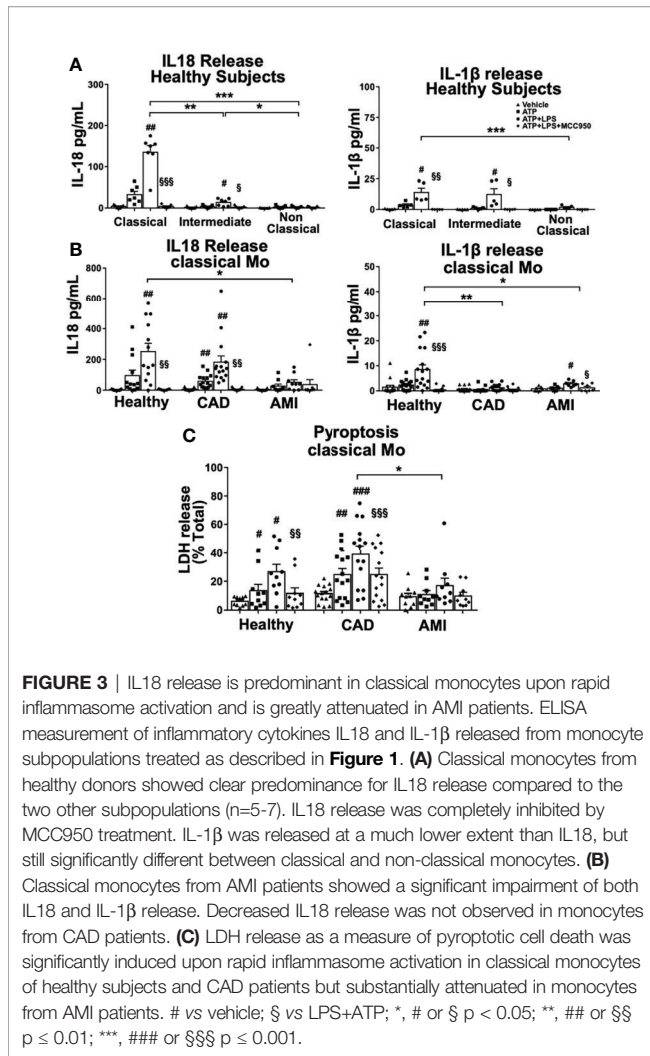 A
IL18 Release
Healthy Subjects
IL-18 pg/mL
300
200
100
0
***
**
*
##
§§§
#
§
Classical
Intermediate
Non
Classical
IL-1β release
Healthy Subjects
IL-1β pg/ml
100
75
50
25
0
Vehicle
ATP
ATP+LPS
ATP+LPS+MCC950
***
#
§§
#
§
Classical
Intermediate
Non
Classical
B
IL18 Release
classical Mo
IL18 pg/mL
800
600
400
200
0
*
##
§§
##
##
§§
Healthy
CAD
AMI
IL-1β release
classical Mo
IL-1β pg/ml
50
40
30
20
10
0
*
**
##
§§§
#
§
Healthy
CAD
AMI
C
Pyroptosis
classical Mo
LDH release
(% Total)
100
80
60
40
20
0
*
#
#
§§
##
###
§§§
Healthy
CAD
AMI
FIGURE 3 | IL18 release is predominant in classical monocytes upon rapid
inflammasome activation and is greatly attenuated in AMI patients. ELISA
measurement of inflammatory cytokines IL18 and IL-1β released from monocyte
subpopulations treated as described in Figure 1. (A) Classical monocytes from
healthy donors showed clear predominance for IL18 release compared to the
two other subpopulations (n=5-7). IL18 release was completely inhibited by
MCC950 treatment. IL-1β was released at a much lower extent than IL18, but
still significantly different between classical and non-classical monocytes. (B)
Classical monocytes from AMI patients showed a significant impairment of both
IL18 and IL-1β release. Decreased IL18 release was not observed in monocytes
from CAD patients. (C) LDH release as a measure of pyroptotic cell death was
significantly induced upon rapid inflammasome activation in classical monocytes
of healthy subjects and CAD patients but substantially attenuated in monocytes
from AMI patients. # vs vehicle; § vs LPS+ATP; *, # or § p < 0.05; **, ## or §§
p ≤ 0.01; ***, ### or §§§ p ≤ 0.001.